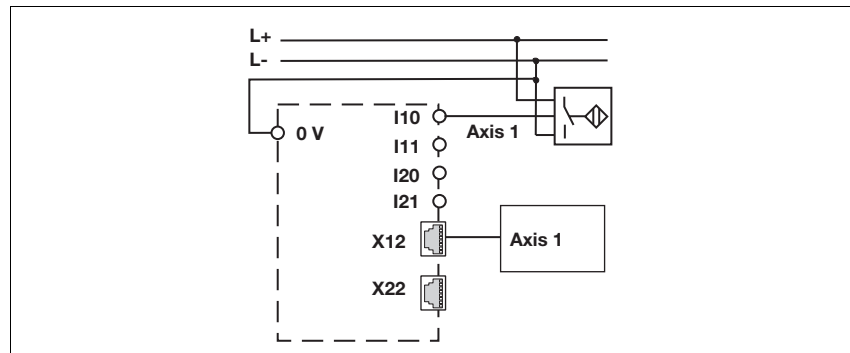 L+
L-
0 V
I10
Axis 1
I11
I20
I21
X12
Axis 1
X22